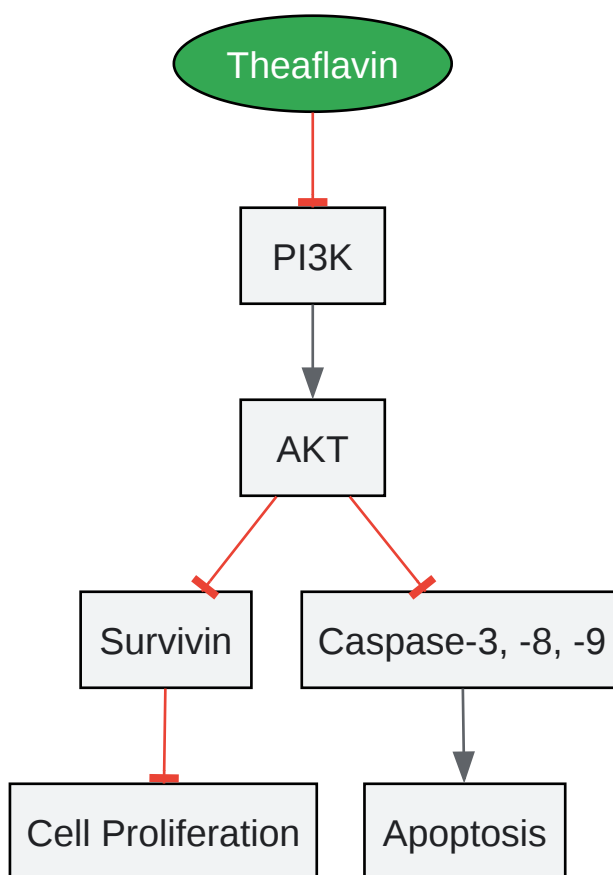 Theaflavin
PI3K
AKT
Survivin
Caspase-3, -8, -9
Cell Proliferation
Apoptosis